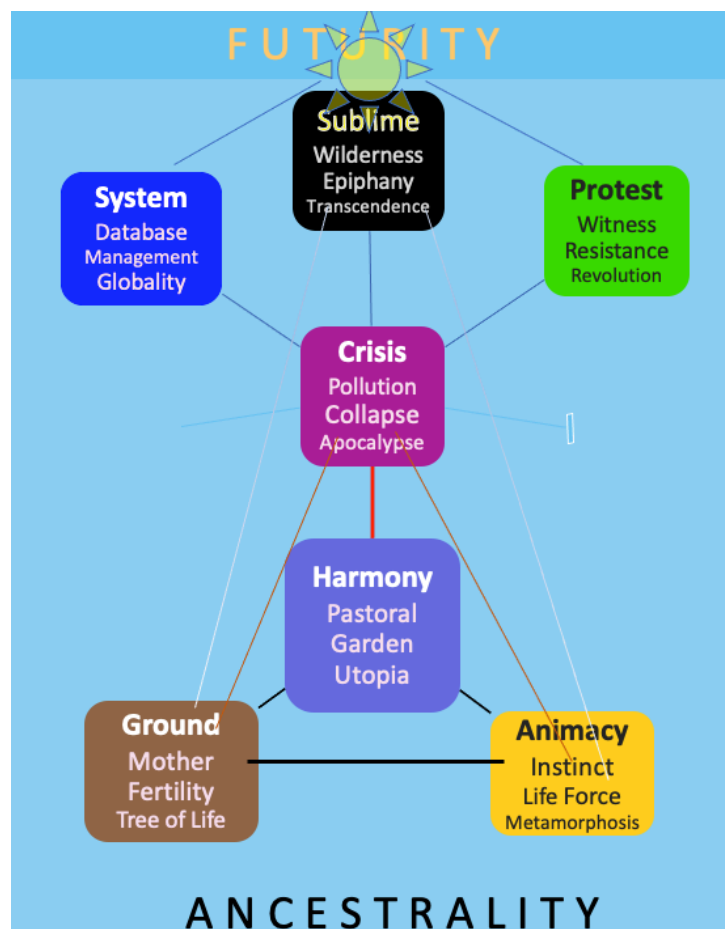 FUTURITY
Sublime
Wilderness
Epiphany
Transcendence
System
Database
Management
Globality
Protest
Witness
Resistance
Revolution
Crisis
Pollution
Collapse
Apocalypse
Harmony
Pastoral
Garden
Utopia
Ground
Mother
Fertility
Tree of Life
Animacy
Instinct
Life Force
Metamorphosis
ANCESTRALITY